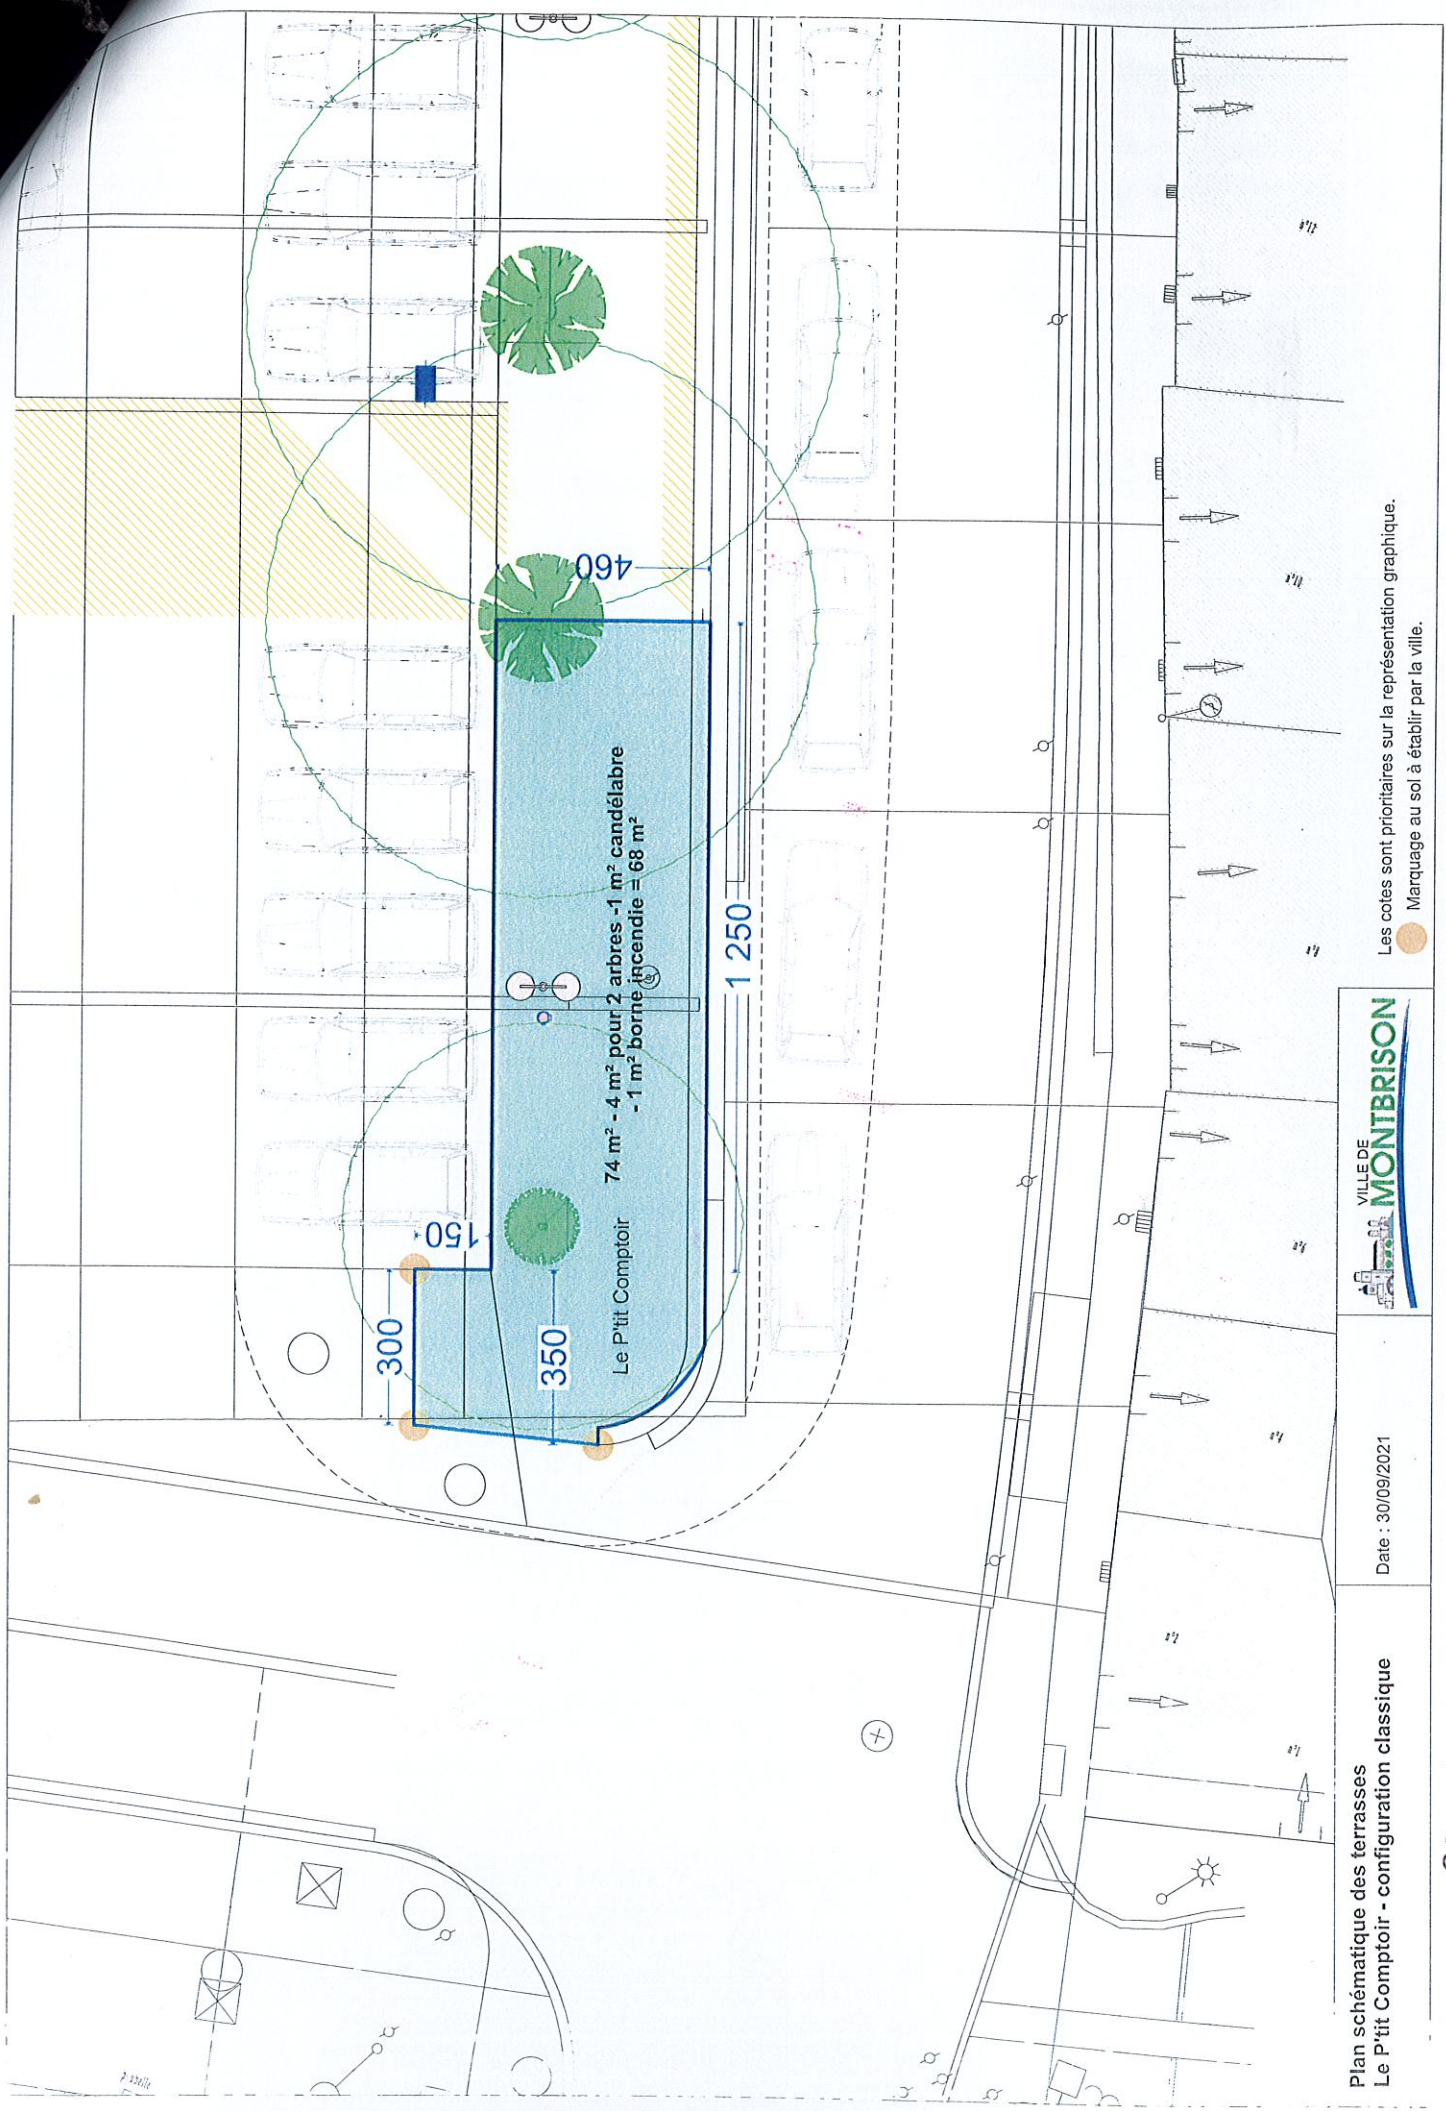 460
1 250
150
300
350
Le P'tit Comptoir 74 m² - 4 m² pour 2 arbres -1 m² candélabre
- 1 m² borne incendie = 68 m²
Plan schématique des terrasses
Le P'tit Comptoir - configuration classique
Date : 30/09/2021
VILLE DE
MONTBRISON
Les cotes sont prioritaires sur la représentation graphique.
Marquage au sol à établir par la ville.